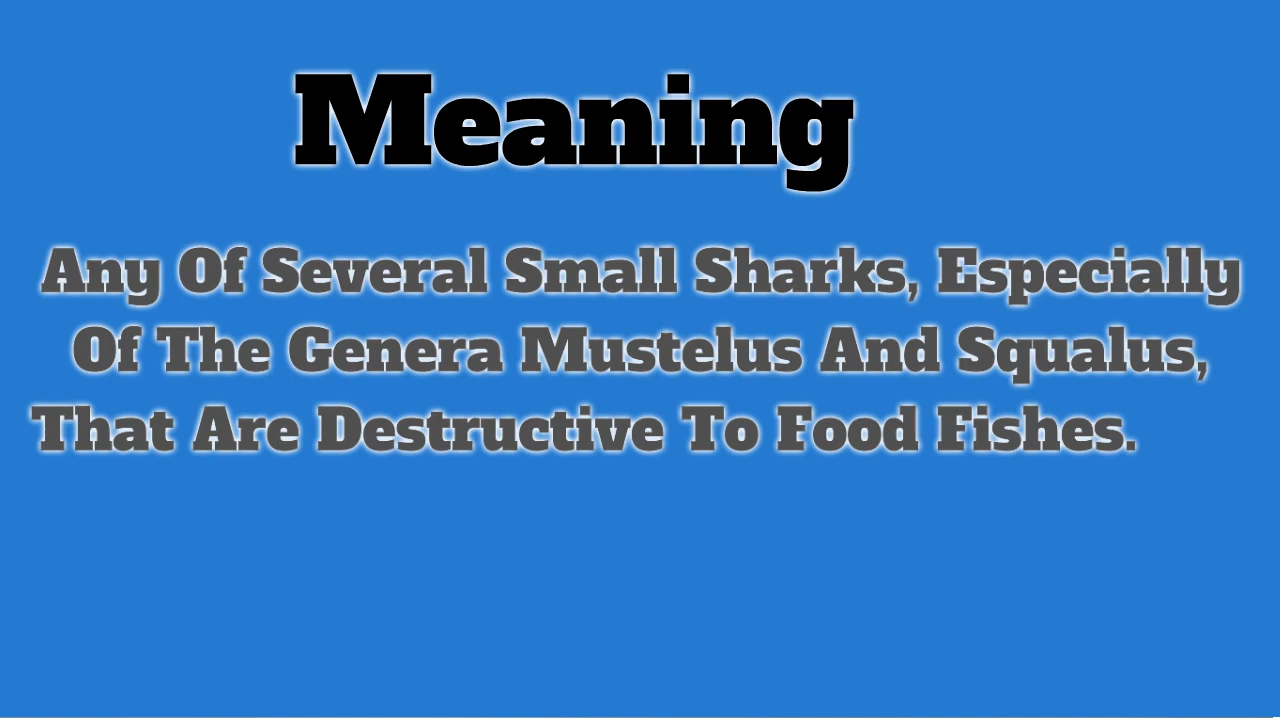 Meaning
Any Of Several Small Sharks, Especially
Of The Genera Mustelus And Squalus,
That Are Destructive To Food Fishes.